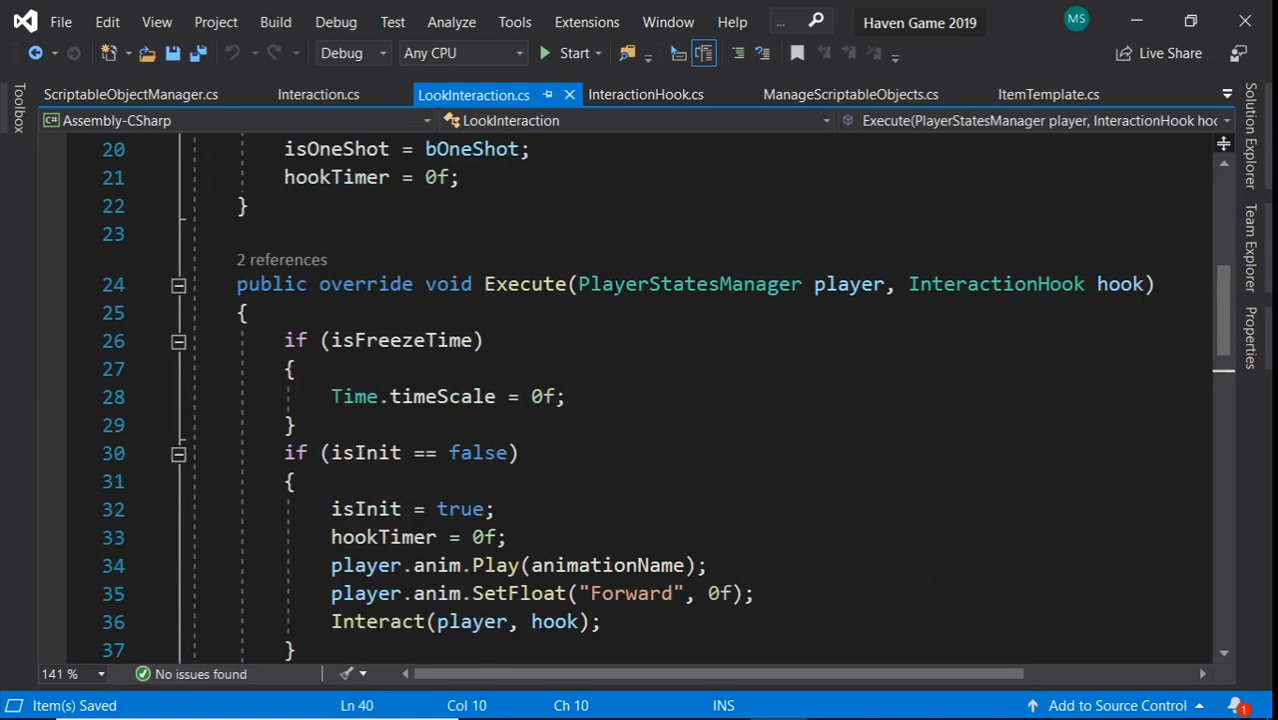 File Edit View Project Build Debug Test Analyze Tools Extensions Window Help ... Haven Game 2019 MS
Debug Any CPU Start Live Share
ScriptableObjectManager.cs Interaction.cs LookInteraction.cs InteractionHook.cs ManageScriptableObjects.cs ItemTemplate.cs
C# Assembly-CSharp LookInteraction Execute(PlayerStatesManager player, InteractionHook hoo
Toolbox
Solution Explorer
Team Explorer
Properties
20 isOneShot = bOneShot;
21 hookTimer = 0f;
22 }
23
2 references
24 public override void Execute(PlayerStatesManager player, InteractionHook hook)
25 {
26 if (isFreezeTime)
27 {
28 Time.timeScale = 0f;
29 }
30 if (isInit == false)
31 {
32 isInit = true;
33 hookTimer = 0f;
34 player.anim.Play(animationName);
35 player.anim.SetFloat("Forward", 0f);
36 Interact(player, hook);
37 }
141 % No issues found
Item(s) Saved Ln 40 Col 10 Ch 10 INS Add to Source Control 1